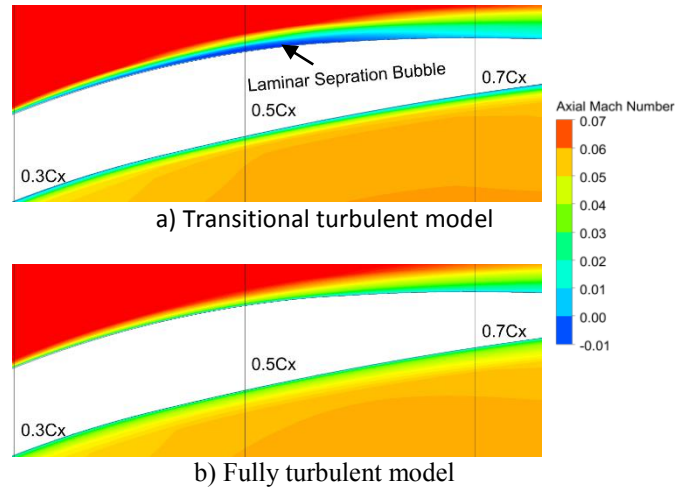 Laminar Sepration Bubble
0.3Cx
0.5Cx
0.7Cx
a) Transitional turbulent model
Axial Mach Number
0.07
0.06
0.05
0.04
0.03
0.02
0.01
0.00
-0.01
0.3Cx
0.5Cx
0.7Cx
b) Fully turbulent model